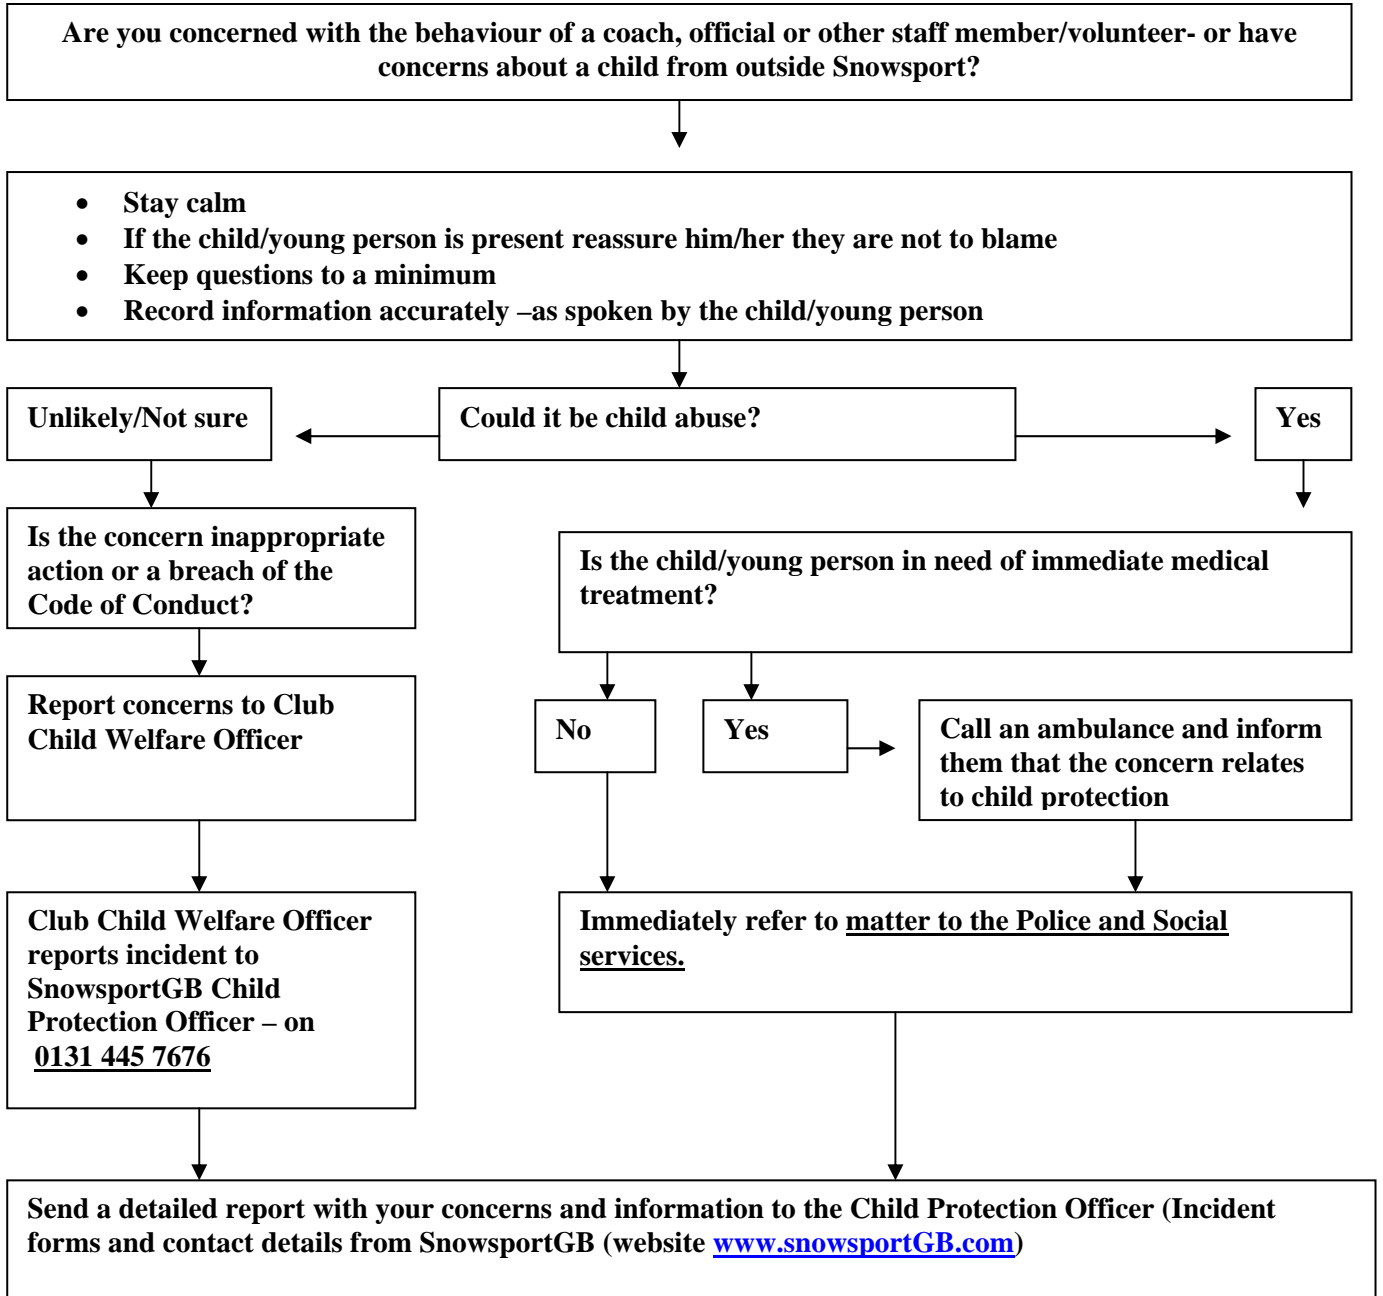 Are you concerned with the behaviour of a coach, official or other staff member/volunteer- or have
concerns about a child from outside Snowsport?
• Stay calm
• If the child/young person is present reassure him/her they are not to blame
• Keep questions to a minimum
• Record information accurately –as spoken by the child/young person
Unlikely/Not sure
Could it be child abuse?
Yes
Is the concern inappropriate
action or a breach of the
Code of Conduct?
Is the child/young person in need of immediate medical
treatment?
Report concerns to Club
Child Welfare Officer
No
Yes
Call an ambulance and inform
them that the concern relates
to child protection
Club Child Welfare Officer
reports incident to
SnowsportGB Child
Protection Officer – on
0131 445 7676
Immediately refer to matter to the Police and Social
services.
Send a detailed report with your concerns and information to the Child Protection Officer (Incident
forms and contact details from SnowsportGB (website www.snowsportGB.com)